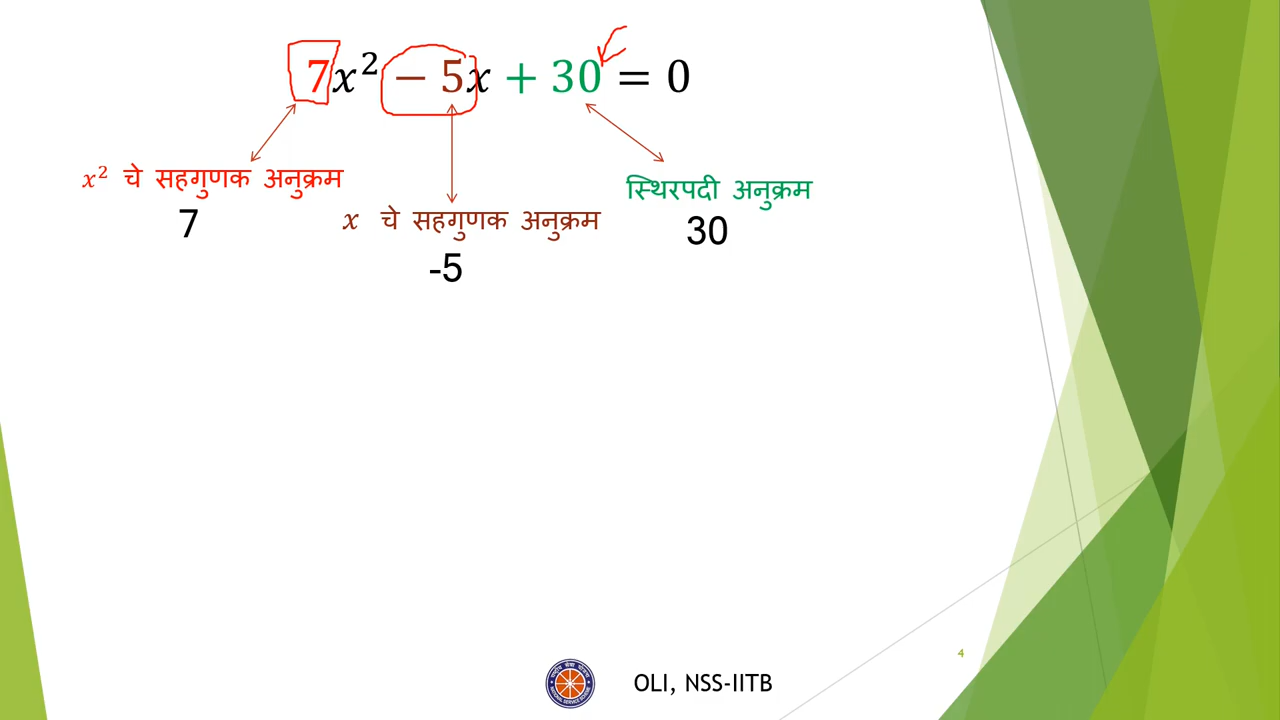 7x² − 5x + 30 = 0
x² चे सहगुणक अनुक्रम
7
x चे सहगुणक अनुक्रम
-5
स्थिरपदी अनुक्रम
30
4
OLI, NSS-IITB